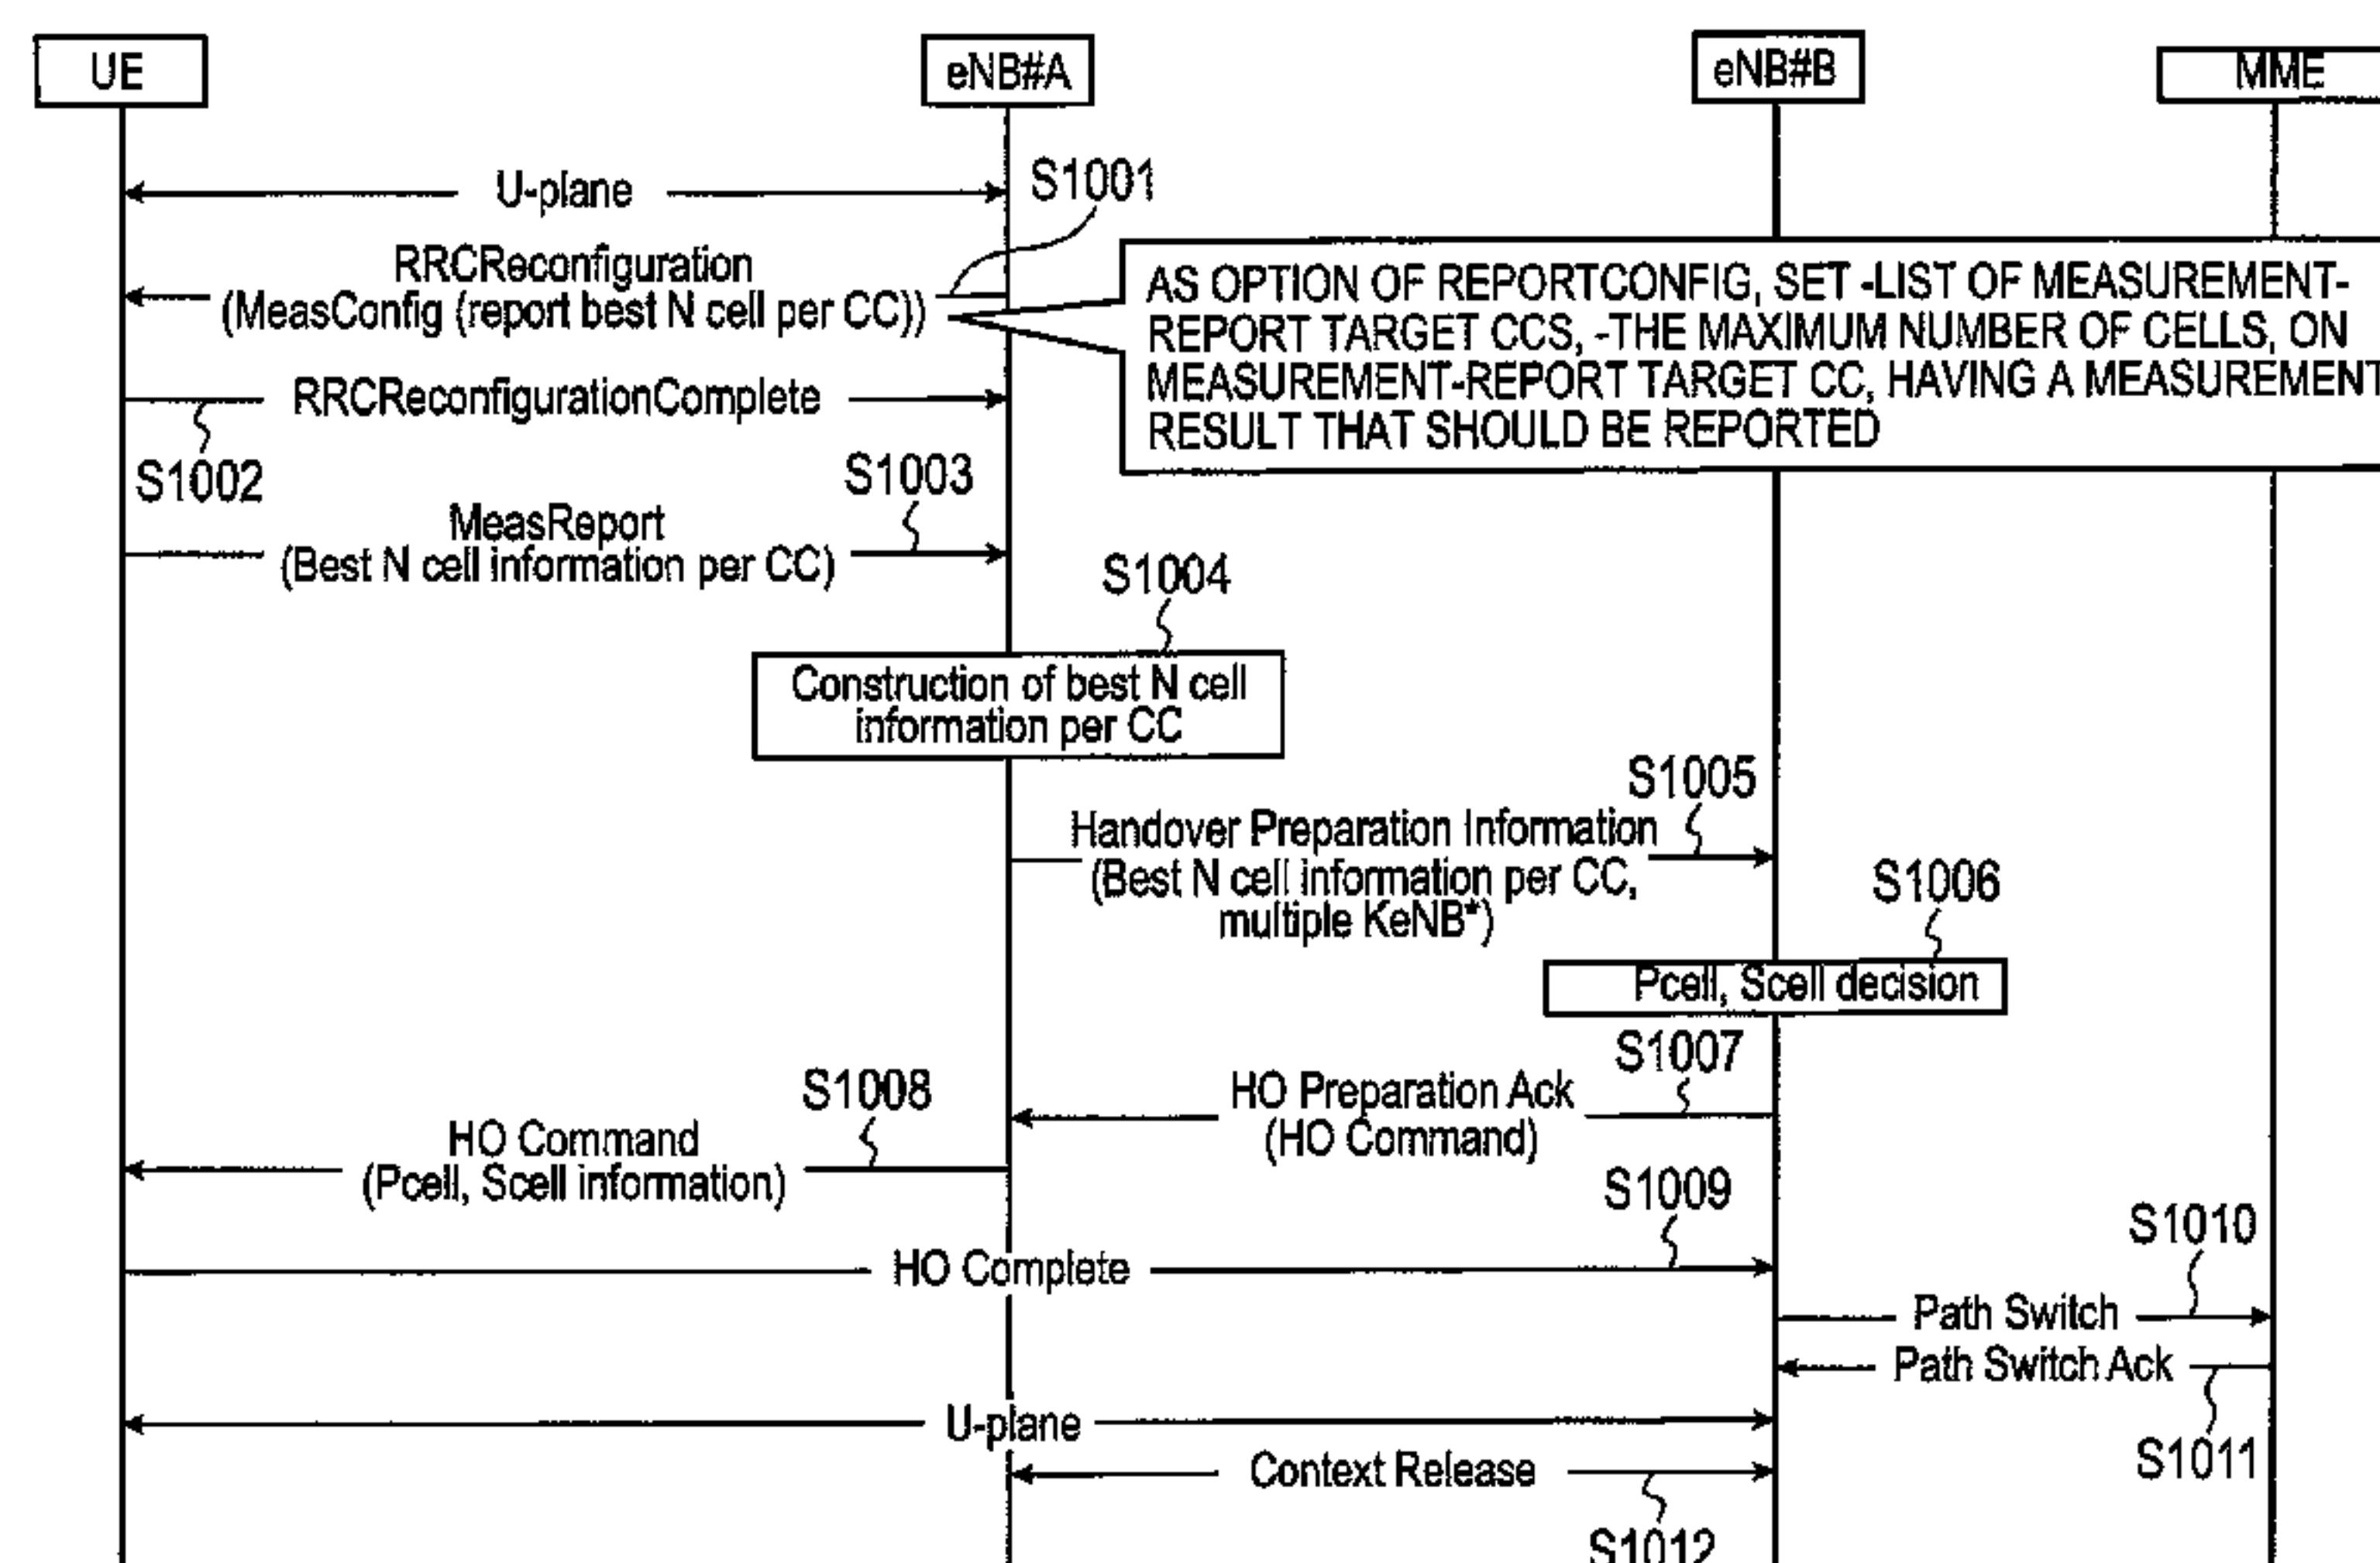 UE
eNB#A
eNB#B
MME
U-plane
S1001
RRCReconfiguration
(MeasConfig (report best N cell per CC))
AS OPTION OF REPORTCONFIG, SET -LIST OF MEASUREMENT-
REPORT TARGET CCS, -THE MAXIMUM NUMBER OF CELLS, ON
MEASUREMENT-REPORT TARGET CC, HAVING A MEASUREMENT
RESULT THAT SHOULD BE REPORTED
RRCReconfigurationComplete
S1002
S1003
MeasReport
(Best N cell information per CC)
S1004
Construction of best N cell
information per CC
S1005
Handover Preparation Information
(Best N cell information per CC,
multiple KeNB*)
S1006
Pcell, Scell decision
S1007
HO Preparation Ack
(HO Command)
S1008
HO Command
(Pcell, Scell information)
S1009
HO Complete
S1010
Path Switch
Path Switch Ack
S1011
U-plane
Context Release
S1012